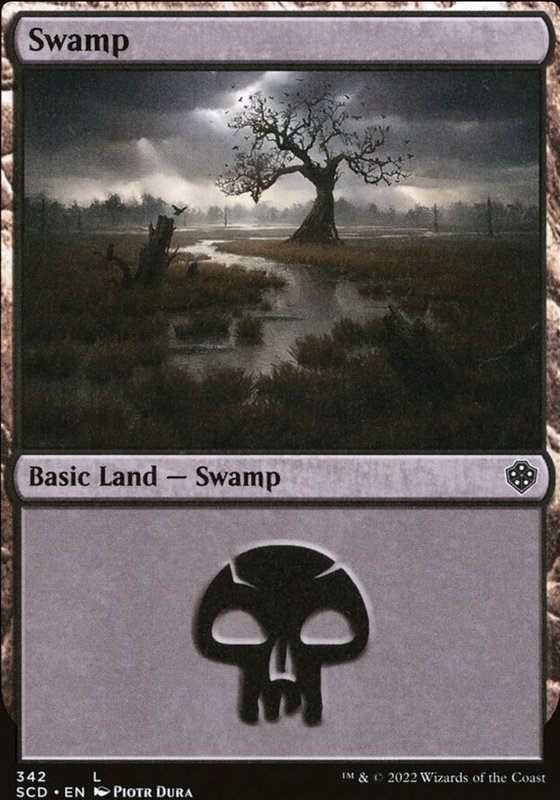 Swamp
Basic Land — Swamp
342 L
SCD • EN Piotr Dura
™ & © 2022 Wizards of the Coast